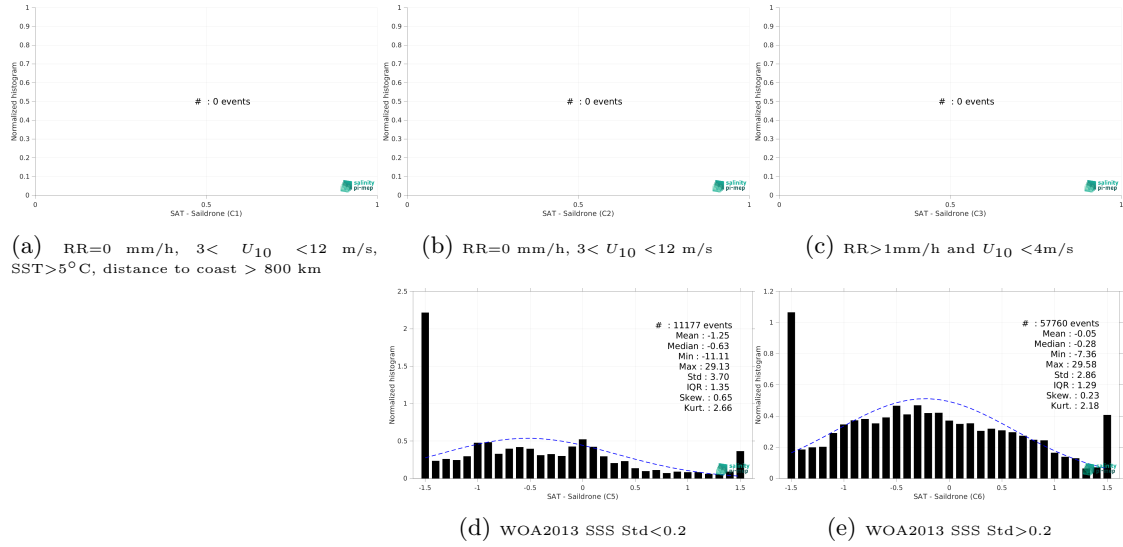 1
0.9
0.8
0.7
0.6
0.5
0.4
0.3
0.2
0.1
0
Normalized histogram
# : 0 events
salinity
pi-mep
0 0.5 1
SAT - Saildrone (C1)
(a) RR=0 mm/h, 3< U10 <12 m/s,
SST>5°C, distance to coast > 800 km
1
0.9
0.8
0.7
0.6
0.5
0.4
0.3
0.2
0.1
0
Normalized histogram
# : 0 events
salinity
pi-mep
0 0.5 1
SAT - Saildrone (C2)
(b) RR=0 mm/h, 3< U10 <12 m/s
1
0.9
0.8
0.7
0.6
0.5
0.4
0.3
0.2
0.1
0
Normalized histogram
# : 0 events
salinity
pi-mep
0 0.5 1
SAT - Saildrone (C3)
(c) RR>1mm/h and U10 <4m/s
2.5
2
1.5
1
0.5
0
Normalized histogram
# : 11177 events
Mean : -1.25
Median : -0.63
Min : -11.11
Max : 29.13
Std : 3.70
IQR : 1.35
Skew. : 0.65
Kurt. : 2.66
salinity
pi-mep
-1.5 -1 -0.5 0 0.5 1 1.5
SAT - Saildrone (C5)
(d) WOA2013 SSS Std<0.2
1.2
1
0.8
0.6
0.4
0.2
0
Normalized histogram
# : 57760 events
Mean : -0.05
Median : -0.28
Min : -7.36
Max : 29.58
Std : 2.86
IQR : 1.29
Skew. : 0.23
Kurt. : 2.18
salinity
pi-mep
-1.5 -1 -0.5 0 0.5 1 1.5
SAT - Saildrone (C6)
(e) WOA2013 SSS Std>0.2